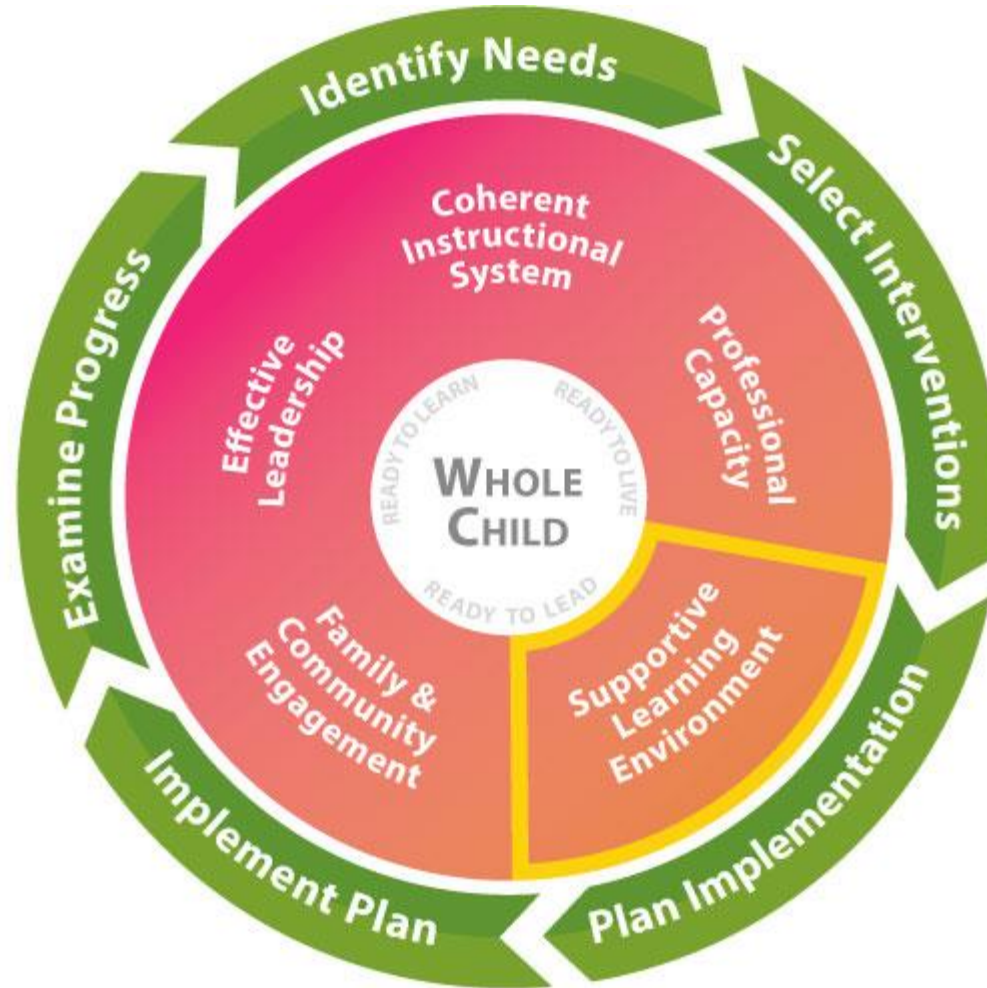 Identify Needs
Select Interventions
Plan Implementation
Implement Plan
Examine Progress
Coherent
Instructional
System
Professional
Capacity
Supportive
Learning
Environment
Family &
Community
Engagement
Effective
Leadership
READY TO LEARN
READY TO LIVE
READY TO LEAD
WHOLE
CHILD